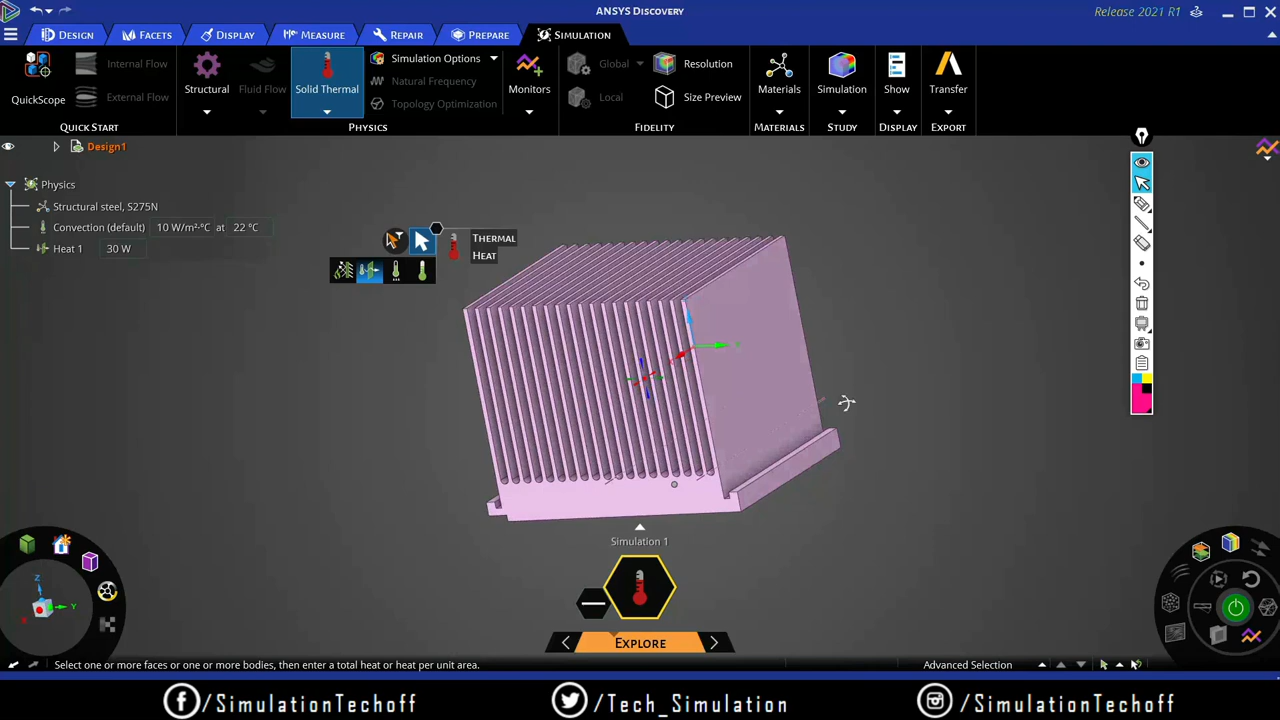 ANSYS Discovery
Release 2021 R1
DESIGN
FACETS
DISPLAY
MEASURE
REPAIR
PREPARE
SIMULATION
QuickScope
Internal Flow
External Flow
Structural
Fluid Flow
Solid Thermal
Simulation Options
Natural Frequency
Topology Optimization
Monitors
Global
Local
Resolution
Size Preview
Materials
Simulation
Show
Transfer
QUICK START
PHYSICS
FIDELITY
MATERIALS
STUDY
DISPLAY
EXPORT
Design1
Physics
Structural steel, S275N
Convection (default) 10 W/m²·ºC at 22 ºC
Heat 1 30 W
THERMAL
HEAT
Y
Simulation 1
Z
Y
EXPLORE
Select one or more faces or one or more bodies, then enter a total heat or heat per unit area.
Advanced Selection
/SimulationTechoff
/Tech_Simulation
/SimulationTechoff